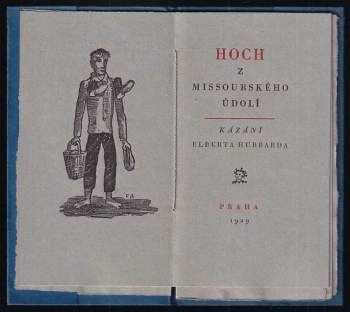 HOCH
Z
MISSOURSKÉHO
ÚDOLÍ
KÁZÁNÍ
ELBERTA HUBBARDA
PRAHA
1929